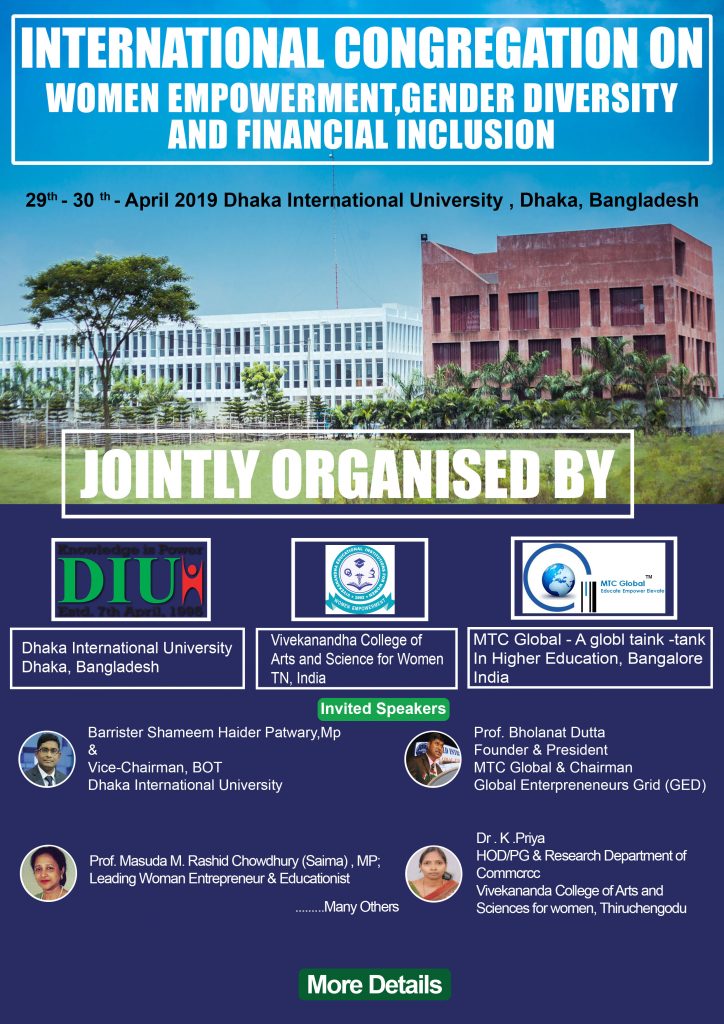 INTERNATIONAL CONGREGATION ON
WOMEN EMPOWERMENT,GENDER DIVERSITY
AND FINANCIAL INCLUSION
29th - 30 th - April 2019 Dhaka International University , Dhaka, Bangladesh
JOINTLY ORGANISED BY
Knowledge is Power
DIU
Estd. 7th April, 1995
WOMEN EMPOWERMENT
MTC Global TM
Educate Empower Elevate
Dhaka International University
Dhaka, Bangladesh
Vivekanandha College of
Arts and Science for Women
TN, India
MTC Global - A globl taink -tank
In Higher Education, Bangalore
India
Invited Speakers
Barrister Shameem Haider Patwary,Mp
&
Vice-Chairman, BOT
Dhaka International University
Prof. Bholanat Dutta
Founder & President
MTC Global & Chairman
Global Enterpreneneurs Grid (GED)
Prof. Masuda M. Rashid Chowdhury (Saima) , MP;
Leading Woman Entrepreneur & Educationist
.........Many Others
Dr . K .Priya
HOD/PG & Research Department of
Commcrcc
Vivekananda College of Arts and
Sciences for women, Thiruchengodu
More Details